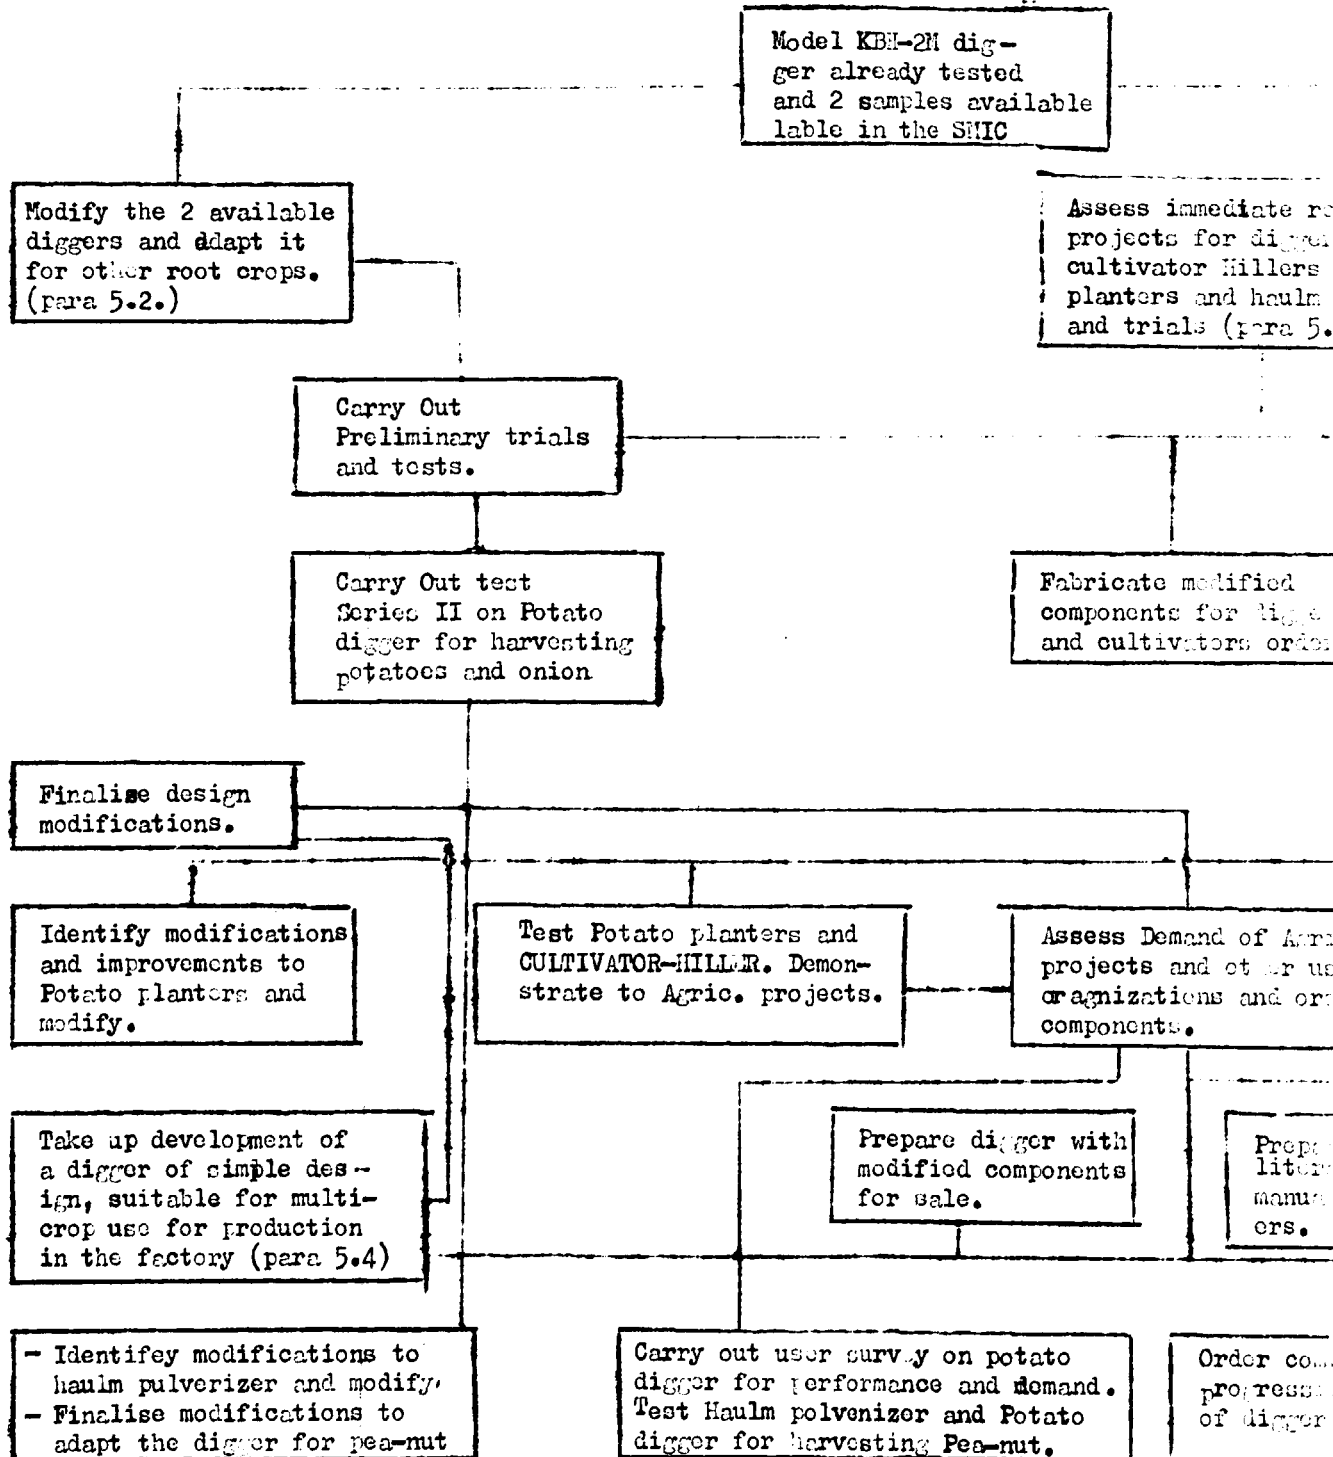 Model KBH-2M dig-
ger already tested
and 2 samples available
lable in the SMIC
Modify the 2 available
diggers and adapt it
for other root crops.
(para 5.2.)
Assess immediate
projects for digger
cultivator Hillers
planters and haulm
and trials (para 5.
Carry Out
Preliminary trials
and tests.
Carry Out test
Series II on Potato
digger for harvesting
potatoes and onion
Fabricate modified
components for
and cultivators
Finalise design
modifications.
Identify modifications
and improvements to
Potato planters and
modify.
Test Potato planters and
CULTIVATOR-HILLER. Demon-
strate to Agric. projects.
Assess Demand of
projects and other
oragnizations and
components.
Take up development of
a digger of simple des-
ign, suitable for multi-
crop use for production
in the factory (para 5.4)
Prepare digger with
modified components
for sale.
ers.
- Identifey modifications to
haulm pulverizer and modify.
- Finalise modifications to
adapt the digger for pea-nut
Carry out user survey on potato
digger for performance and demand.
Test Haulm polvenizer and Potato
digger for harvesting Pea-nut.
Order
of digger